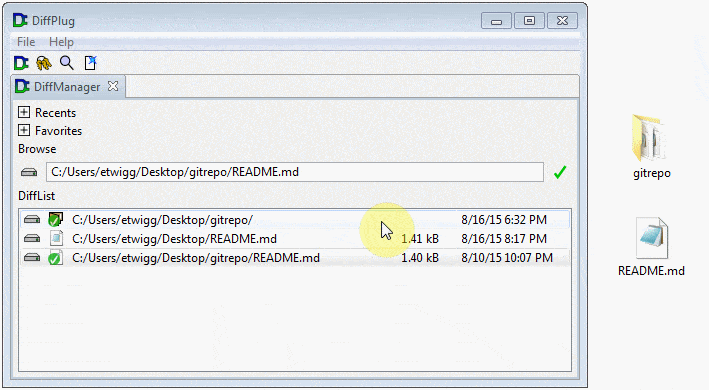 DiffPlug
File Help
DiffManager
Recents
Favorites
Browse
C:/Users/etwigg/Desktop/gitrepo/README.md
DiffList
C:/Users/etwigg/Desktop/gitrepo/ 8/16/15 6:32 PM
C:/Users/etwigg/Desktop/README.md 1.41 kB 8/16/15 8:17 PM
C:/Users/etwigg/Desktop/gitrepo/README.md 1.40 kB 8/10/15 10:07 PM
gitrepo
README.md